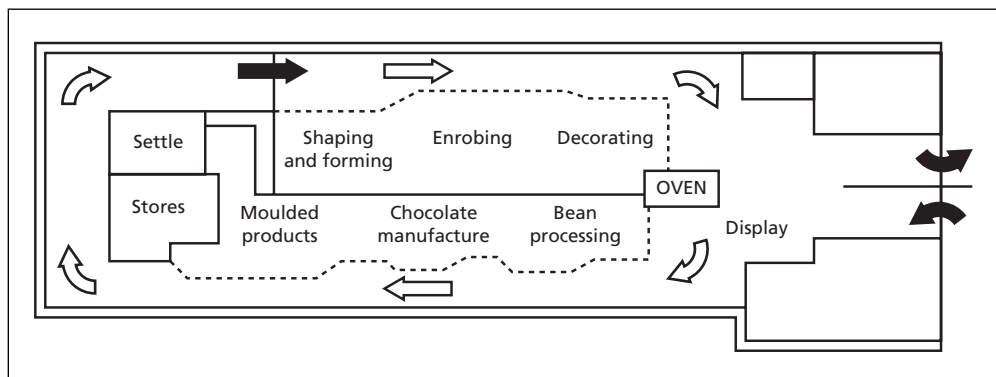 Settle
Shaping
and forming
Enrobing
Decorating
OVEN
Stores
Moulded
products
Chocolate
manufacture
Bean
processing
Display